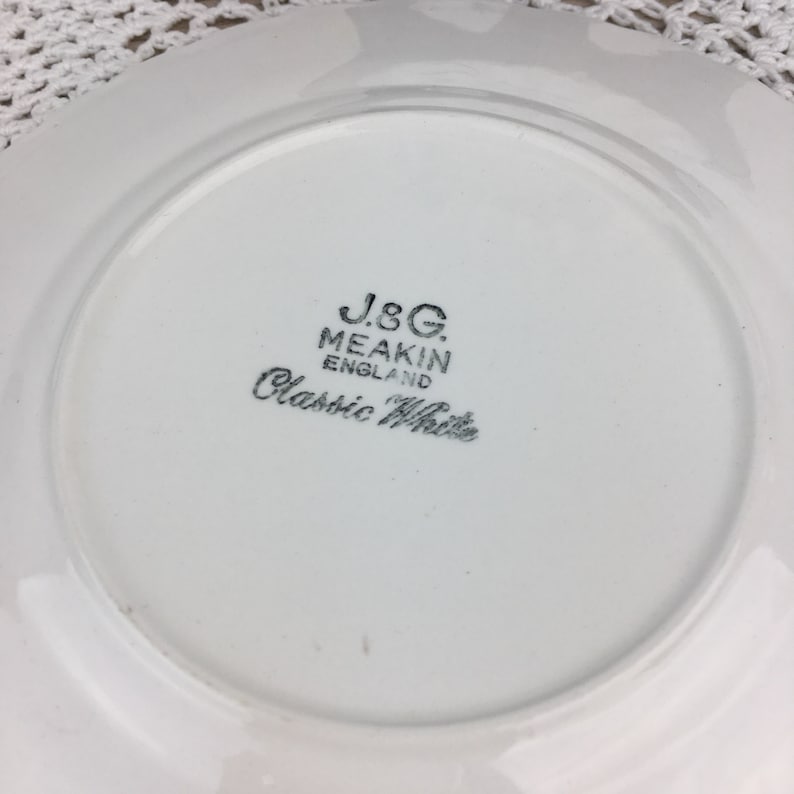 J.&G.
MEAKIN
ENGLAND
Classic White